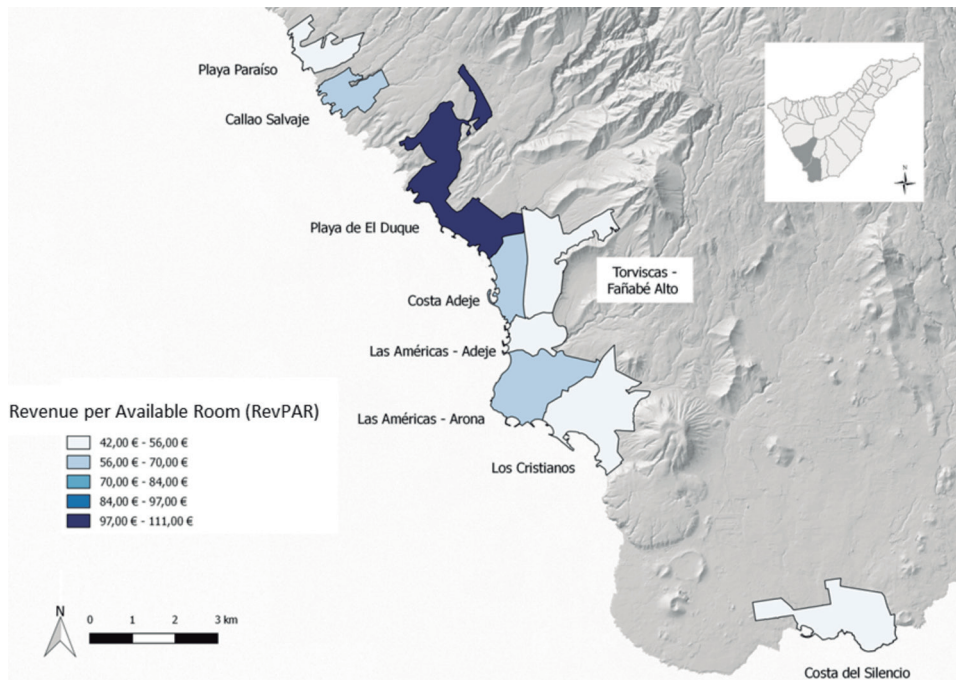 Playa Paraíso
Callao Salvaje
Playa de El Duque
Torviscas -
Fañabé Alto
Costa Adeje
Las Américas - Adeje
Las Américas - Arona
Los Cristianos
Costa del Silencio
Revenue per Available Room (RevPAR)
42,00 € - 56,00 €
56,00 € - 70,00 €
70,00 € - 84,00 €
84,00 € - 97,00 €
97,00 € - 111,00 €
N
0 1 2 3 km
N